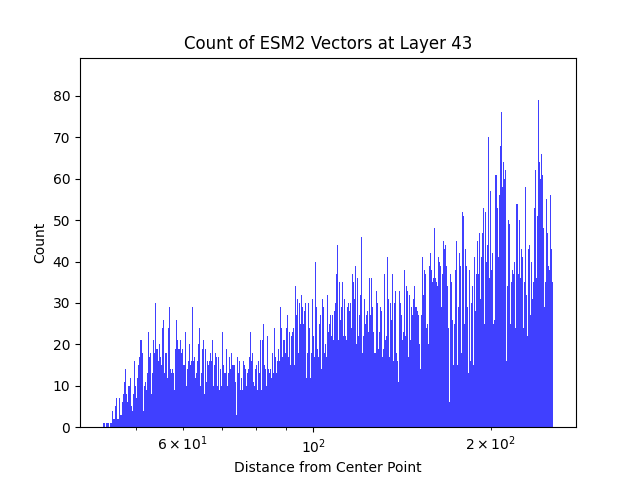 Count of ESM2 Vectors at Layer 43
Count
80
70
60
50
40
30
20
10
0
6 × 10¹
10²
2 × 10²
Distance from Center Point